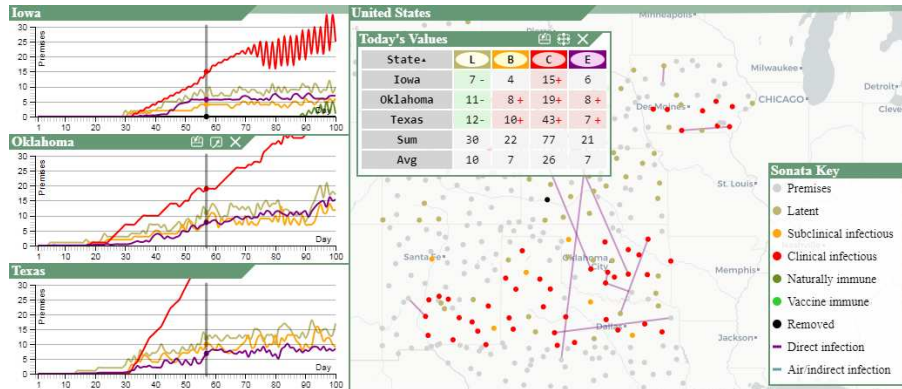 Iowa
Premises
30
25
20
15
10
5
0
1 10 20 30 40 50 60 70 80 90 100
Oklahoma
Premises
30
25
20
15
10
5
0
Day
1 10 20 30 40 50 60 70 80 90 100
Texas
Premises
30
25
20
15
10
5
0
Day
1 10 20 30 40 50 60 70 80 90 100
United States
Minneapolis
Today's Values
State▴ L B C E
Iowa 7 - 4 15+ 6
Oklahoma 11- 8 + 19+ 8 +
Texas 12- 10+ 43+ 7 +
Sum 30 22 77 21
Avg 10 7 26 7
Milwaukee
CHICAGO
Detroit
Des Moines
St. Louis
Santa Fe
Oklahoma
City
Memphis
Dallas
Jackson
Sonata Key
Premises
Latent
Subclinical infectious
Clinical infectious
Naturally immune
Vaccine immune
Removed
Direct infection
Air/indirect infection